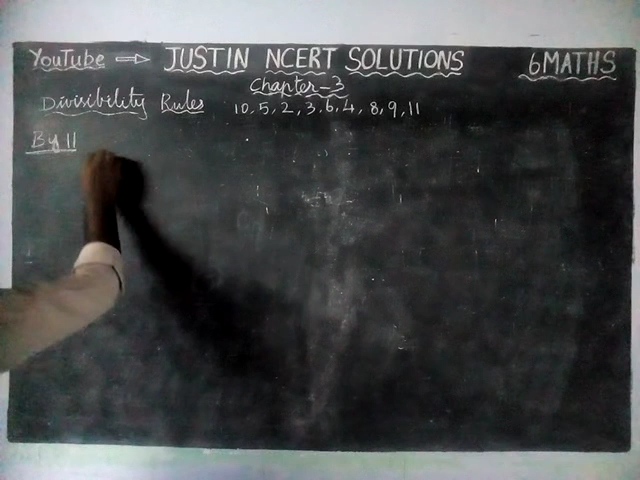 YouTube ⇒ JUSTIN NCERT SOLUTIONS 6MATHS
Chapter-3
Divisibility Rules 10, 5, 2, 3, 6, 4, 8, 9, 11
By 11